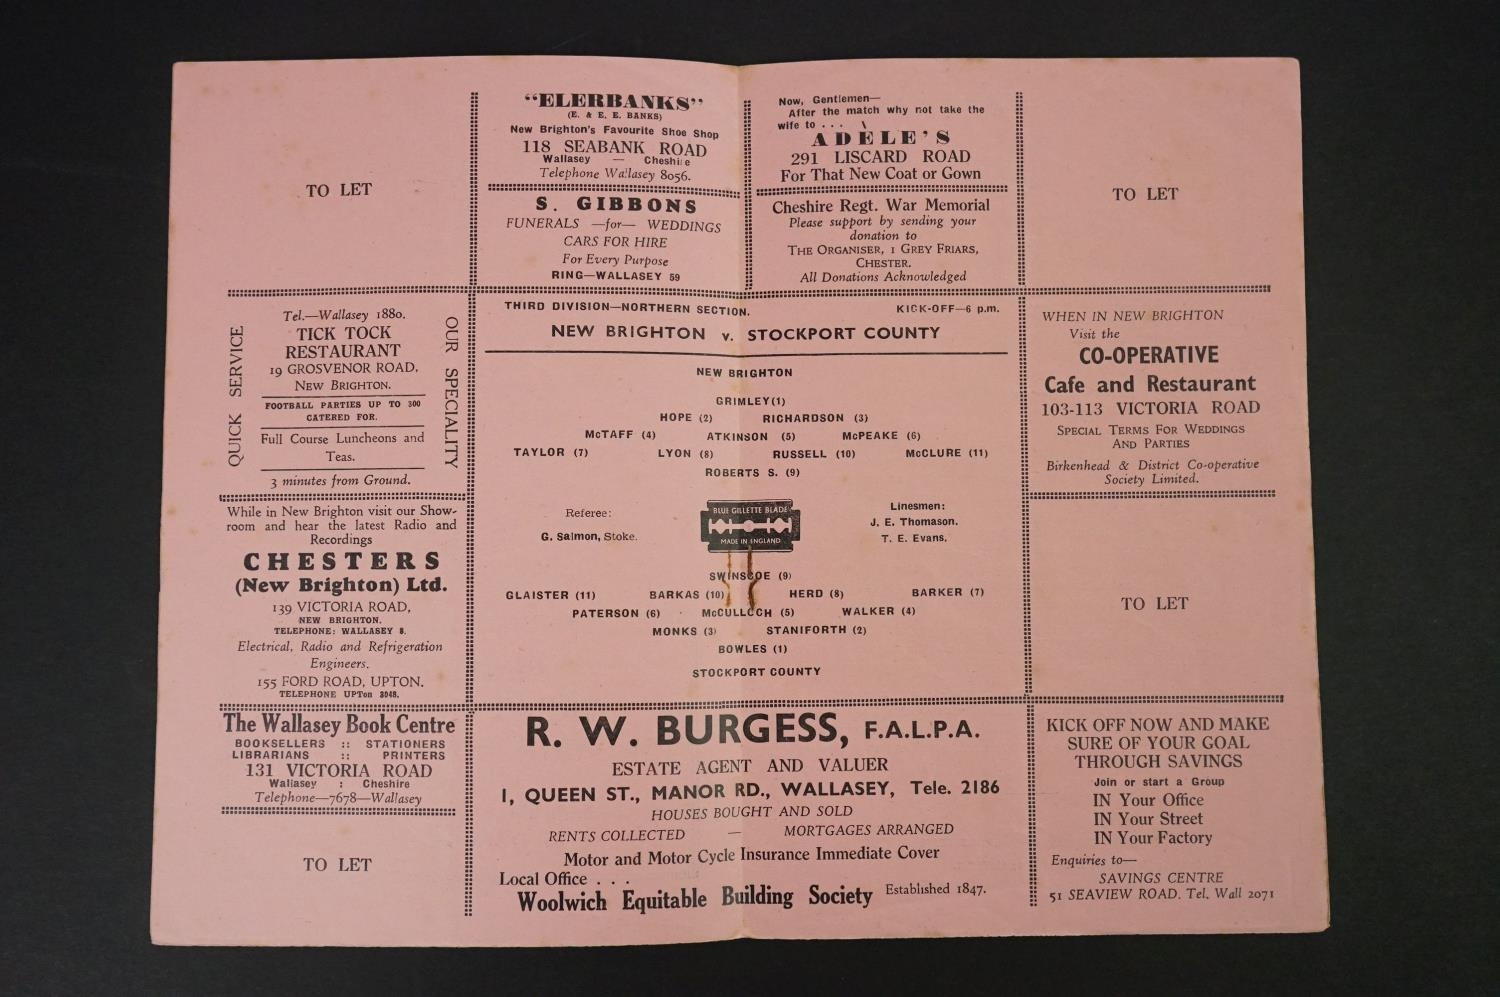 TO LET
"ELERBANKS"
(E. & E. E. BANKS)
New Brighton's Favourite Shoe Shop
118 SEABANK ROAD
Wallasey — Cheshire
Telephone Wallasey 8056.
S. GIBBONS
FUNERALS —for— WEDDINGS
CARS FOR HIRE
For Every Purpose
RING—WALLASEY 59
Now, Gentlemen—
After the match why not take the
wife to . . .
ADELE'S
291 LISCARD ROAD
For That New Coat or Gown
Cheshire Regt. War Memorial
Please support by sending your
donation to
THE ORGANISER, 1 GREY FRIARS,
CHESTER.
All Donations Acknowledged
TO LET
QUICK SERVICE
Tel.—Wallasey 1880.
TICK TOCK
RESTAURANT
19 GROSVENOR ROAD,
NEW BRIGHTON.
FOOTBALL PARTIES UP TO 300
CATERED FOR.
Full Course Luncheons and
Teas.
3 minutes from Ground.
OUR SPECIALITY
While in New Brighton visit our Show-
room and hear the latest Radio and
Recordings
CHESTERS
(New Brighton) Ltd.
139 VICTORIA ROAD,
NEW BRIGHTON.
TELEPHONE: WALLASEY 8.
Electrical, Radio and Refrigeration
Engineers.
155 FORD ROAD, UPTON.
TELEPHONE UPTon 3048.
The Wallasey Book Centre
BOOKSELLERS :: STATIONERS
LIBRARIANS :: PRINTERS
131 VICTORIA ROAD
Wallasey : Cheshire
Telephone—7678—Wallasey
TO LET
THIRD DIVISION—NORTHERN SECTION. KICK-OFF—6 p.m.
NEW BRIGHTON v. STOCKPORT COUNTY
NEW BRIGHTON
GRIMLEY(1)
HOPE (2) RICHARDSON (3)
McTAFF (4) ATKINSON (5) McPEAKE (6)
TAYLOR (7) LYON (8) RUSSELL (10) McCLURE (11)
ROBERTS S. (9)
Referee:
G. Salmon, Stoke.
BLUE GILLETTE BLADE
MADE IN ENGLAND
Linesmen:
J. E. Thomason.
T. E. Evans.
SWINSCOE (9)
GLAISTER (11) BARKAS (10) HERD (8) BARKER (7)
PATERSON (6) McCULLOCH (5) WALKER (4)
MONKS (3) STANIFORTH (2)
BOWLES (1)
STOCKPORT COUNTY
R. W. BURGESS, F.A.L.P.A.
ESTATE AGENT AND VALUER
1, QUEEN ST., MANOR RD., WALLASEY, Tele. 2186
HOUSES BOUGHT AND SOLD
RENTS COLLECTED — MORTGAGES ARRANGED
Motor and Motor Cycle Insurance Immediate Cover
Local Office . . .
Woolwich Equitable Building Society Established 1847.
WHEN IN NEW BRIGHTON
Visit the
CO-OPERATIVE
Cafe and Restaurant
103-113 VICTORIA ROAD
SPECIAL TERMS FOR WEDDINGS
AND PARTIES
Birkenhead & District Co-operative
Society Limited.
TO LET
KICK OFF NOW AND MAKE
SURE OF YOUR GOAL
THROUGH SAVINGS
Join or start a Group
IN Your Office
IN Your Street
IN Your Factory
Enquiries to—
SAVINGS CENTRE
51 SEAVIEW ROAD. Tel. Wall 2071